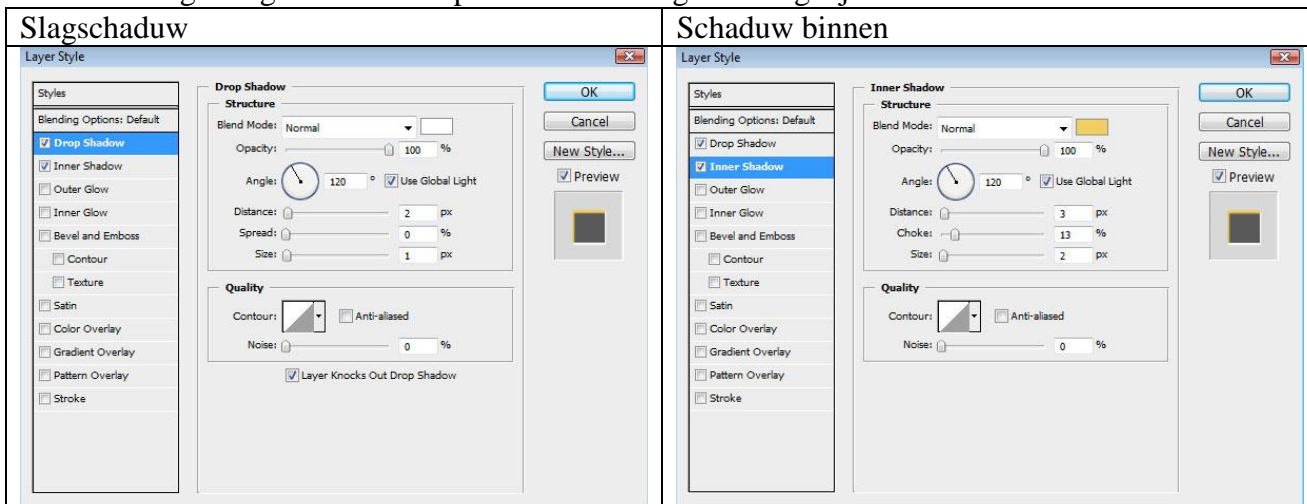 Slagschaduw
Layer Style
Styles
Blending Options: Default
Drop Shadow
Inner Shadow
Outer Glow
Inner Glow
Bevel and Emboss
Contour
Texture
Satin
Color Overlay
Gradient Overlay
Pattern Overlay
Stroke
Drop Shadow
Structure
Blend Mode: Normal
Opacity: 100 %
Angle: 120 ° Use Global Light
Distance: 2 px
Spread: 0 %
Size: 1 px
Quality
Contour: Anti-aliased
Noise: 0 %
Layer Knocks Out Drop Shadow
OK
Cancel
New Style...
Preview
Schaduw binnen
Layer Style
Styles
Blending Options: Default
Drop Shadow
Inner Shadow
Outer Glow
Inner Glow
Bevel and Emboss
Contour
Texture
Satin
Color Overlay
Gradient Overlay
Pattern Overlay
Stroke
Inner Shadow
Structure
Blend Mode: Normal
Opacity: 100 %
Angle: 120 ° Use Global Light
Distance: 3 px
Choke: 13 %
Size: 2 px
Quality
Contour: Anti-aliased
Noise: 0 %
OK
Cancel
New Style...
Preview